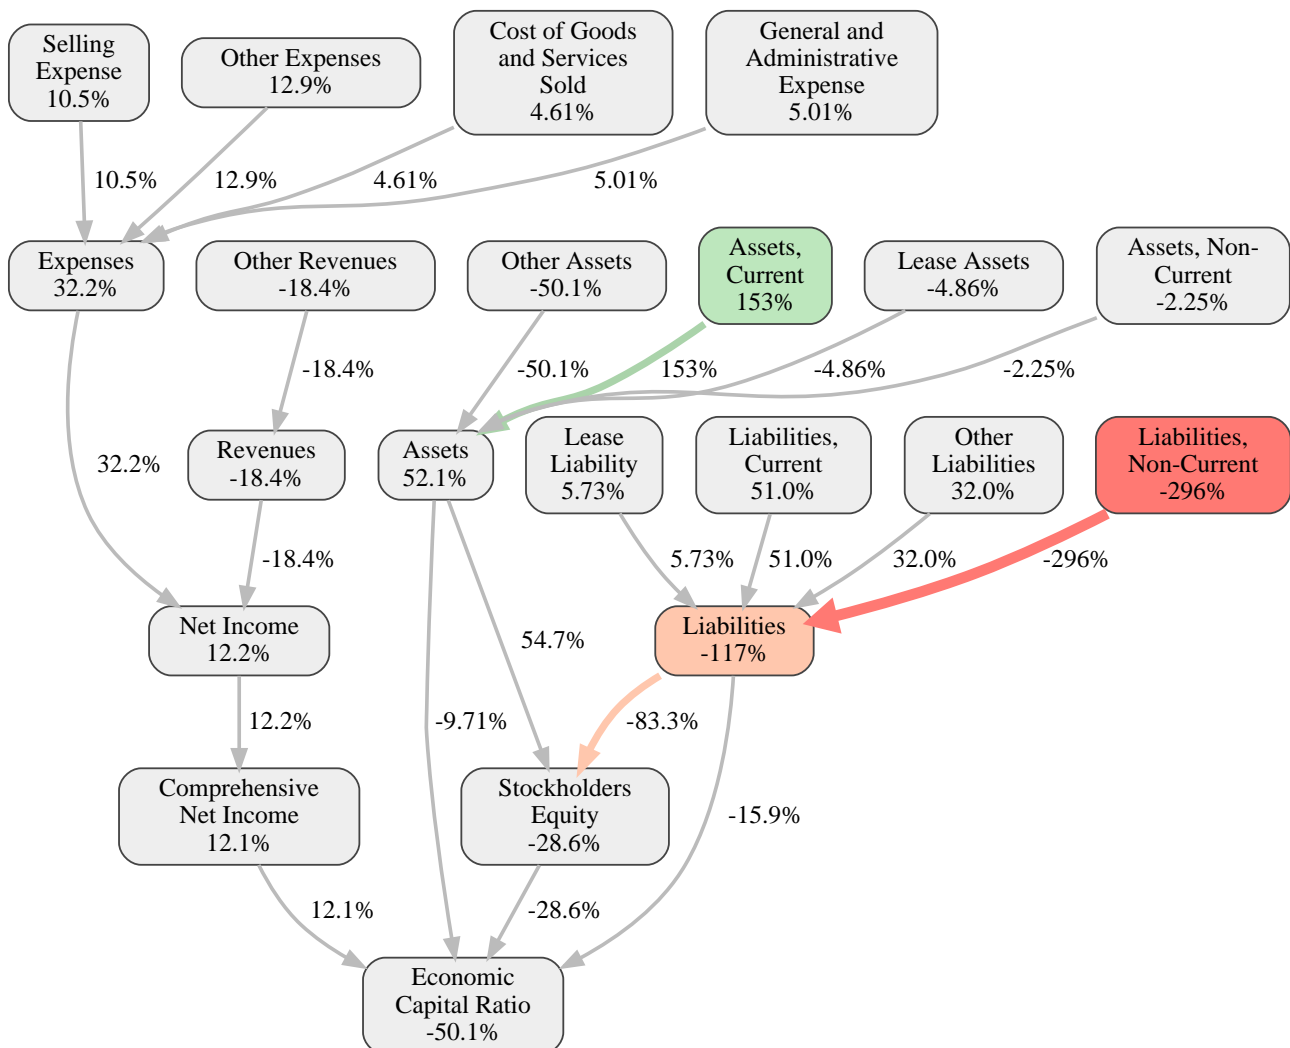 Selling
Expense
10.5%
Other Expenses
12.9%
Cost of Goods
and Services
Sold
4.61%
General and
Administrative
Expense
5.01%
10.5%
12.9%
4.61%
5.01%
Expenses
32.2%
Other Revenues
-18.4%
Other Assets
-50.1%
Assets,
Current
153%
Lease Assets
-4.86%
Assets, Non-
Current
-2.25%
-18.4%
-50.1%
153%
-4.86%
-2.25%
32.2%
Revenues
-18.4%
Assets
52.1%
Lease
Liability
5.73%
Liabilities,
Current
51.0%
Other
Liabilities
32.0%
Liabilities,
Non-Current
-296%
-18.4%
5.73%
51.0%
32.0%
-296%
Net Income
12.2%
54.7%
Liabilities
-117%
12.2%
-9.71%
-83.3%
Comprehensive
Net Income
12.1%
Stockholders
Equity
-28.6%
-15.9%
12.1%
-28.6%
Economic
Capital Ratio
-50.1%